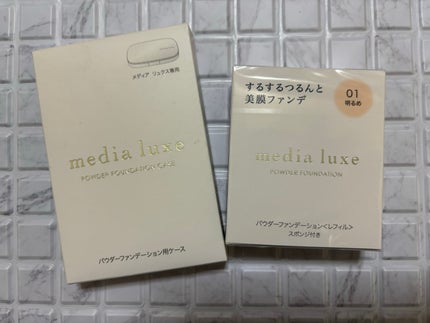 メディア リュクス専用
media luxe
POWDER FOUNDATION CASE
パウダーファンデーション用ケース
するするつるんと
美膜ファンデ
01
明るめ
media luxe
POWDER FOUNDATION
パウダーファンデーション<レフィル>
スポンジ付き